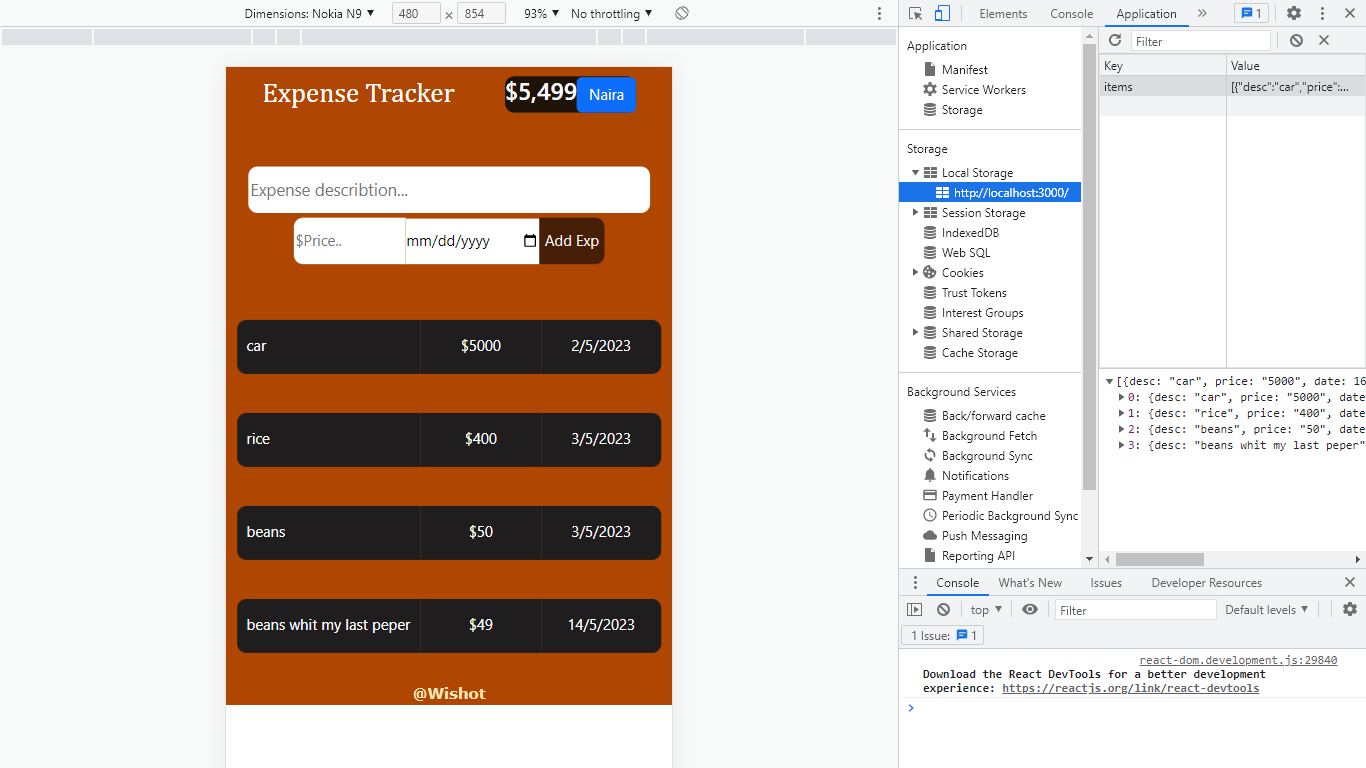 Dimensions: Nokia N9 ▼ 480 × 854 93% ▼ No throttling ▼
Elements Console Application » 1
Expense Tracker $5,499 Naira
Expense describtion...
$Price.. mm/dd/yyyy Add Exp
car $5000 2/5/2023
rice $400 3/5/2023
beans $50 3/5/2023
beans whit my last peper $49 14/5/2023
@Wishot
Application
Manifest
Service Workers
Storage
Storage
Local Storage
http://localhost:3000/
Session Storage
IndexedDB
Web SQL
Cookies
Trust Tokens
Interest Groups
Shared Storage
Cache Storage
Background Services
Back/forward cache
Background Fetch
Background Sync
Notifications
Payment Handler
Periodic Background Sync
Push Messaging
Reporting API
Filter
Key Value
items [{"desc":"car","price":...
▼[{desc: "car", price: "5000", date: 16
▶0: {desc: "car", price: "5000", date
▶1: {desc: "rice", price: "400", date
▶2: {desc: "beans", price: "50", date
▶3: {desc: "beans whit my last peper"
Console What's New Issues Developer Resources
top ▼ Filter Default levels ▼
1 Issue: 1
react-dom.development.js:29840
Download the React DevTools for a better development
experience: https://reactjs.org/link/react-devtools